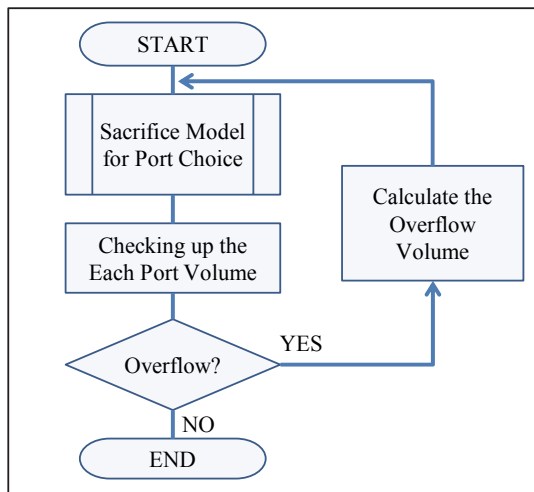 START
Sacrifice Model
for Port Choice
Checking up the
Each Port Volume
Overflow?
YES
Calculate the
Overflow
Volume
NO
END